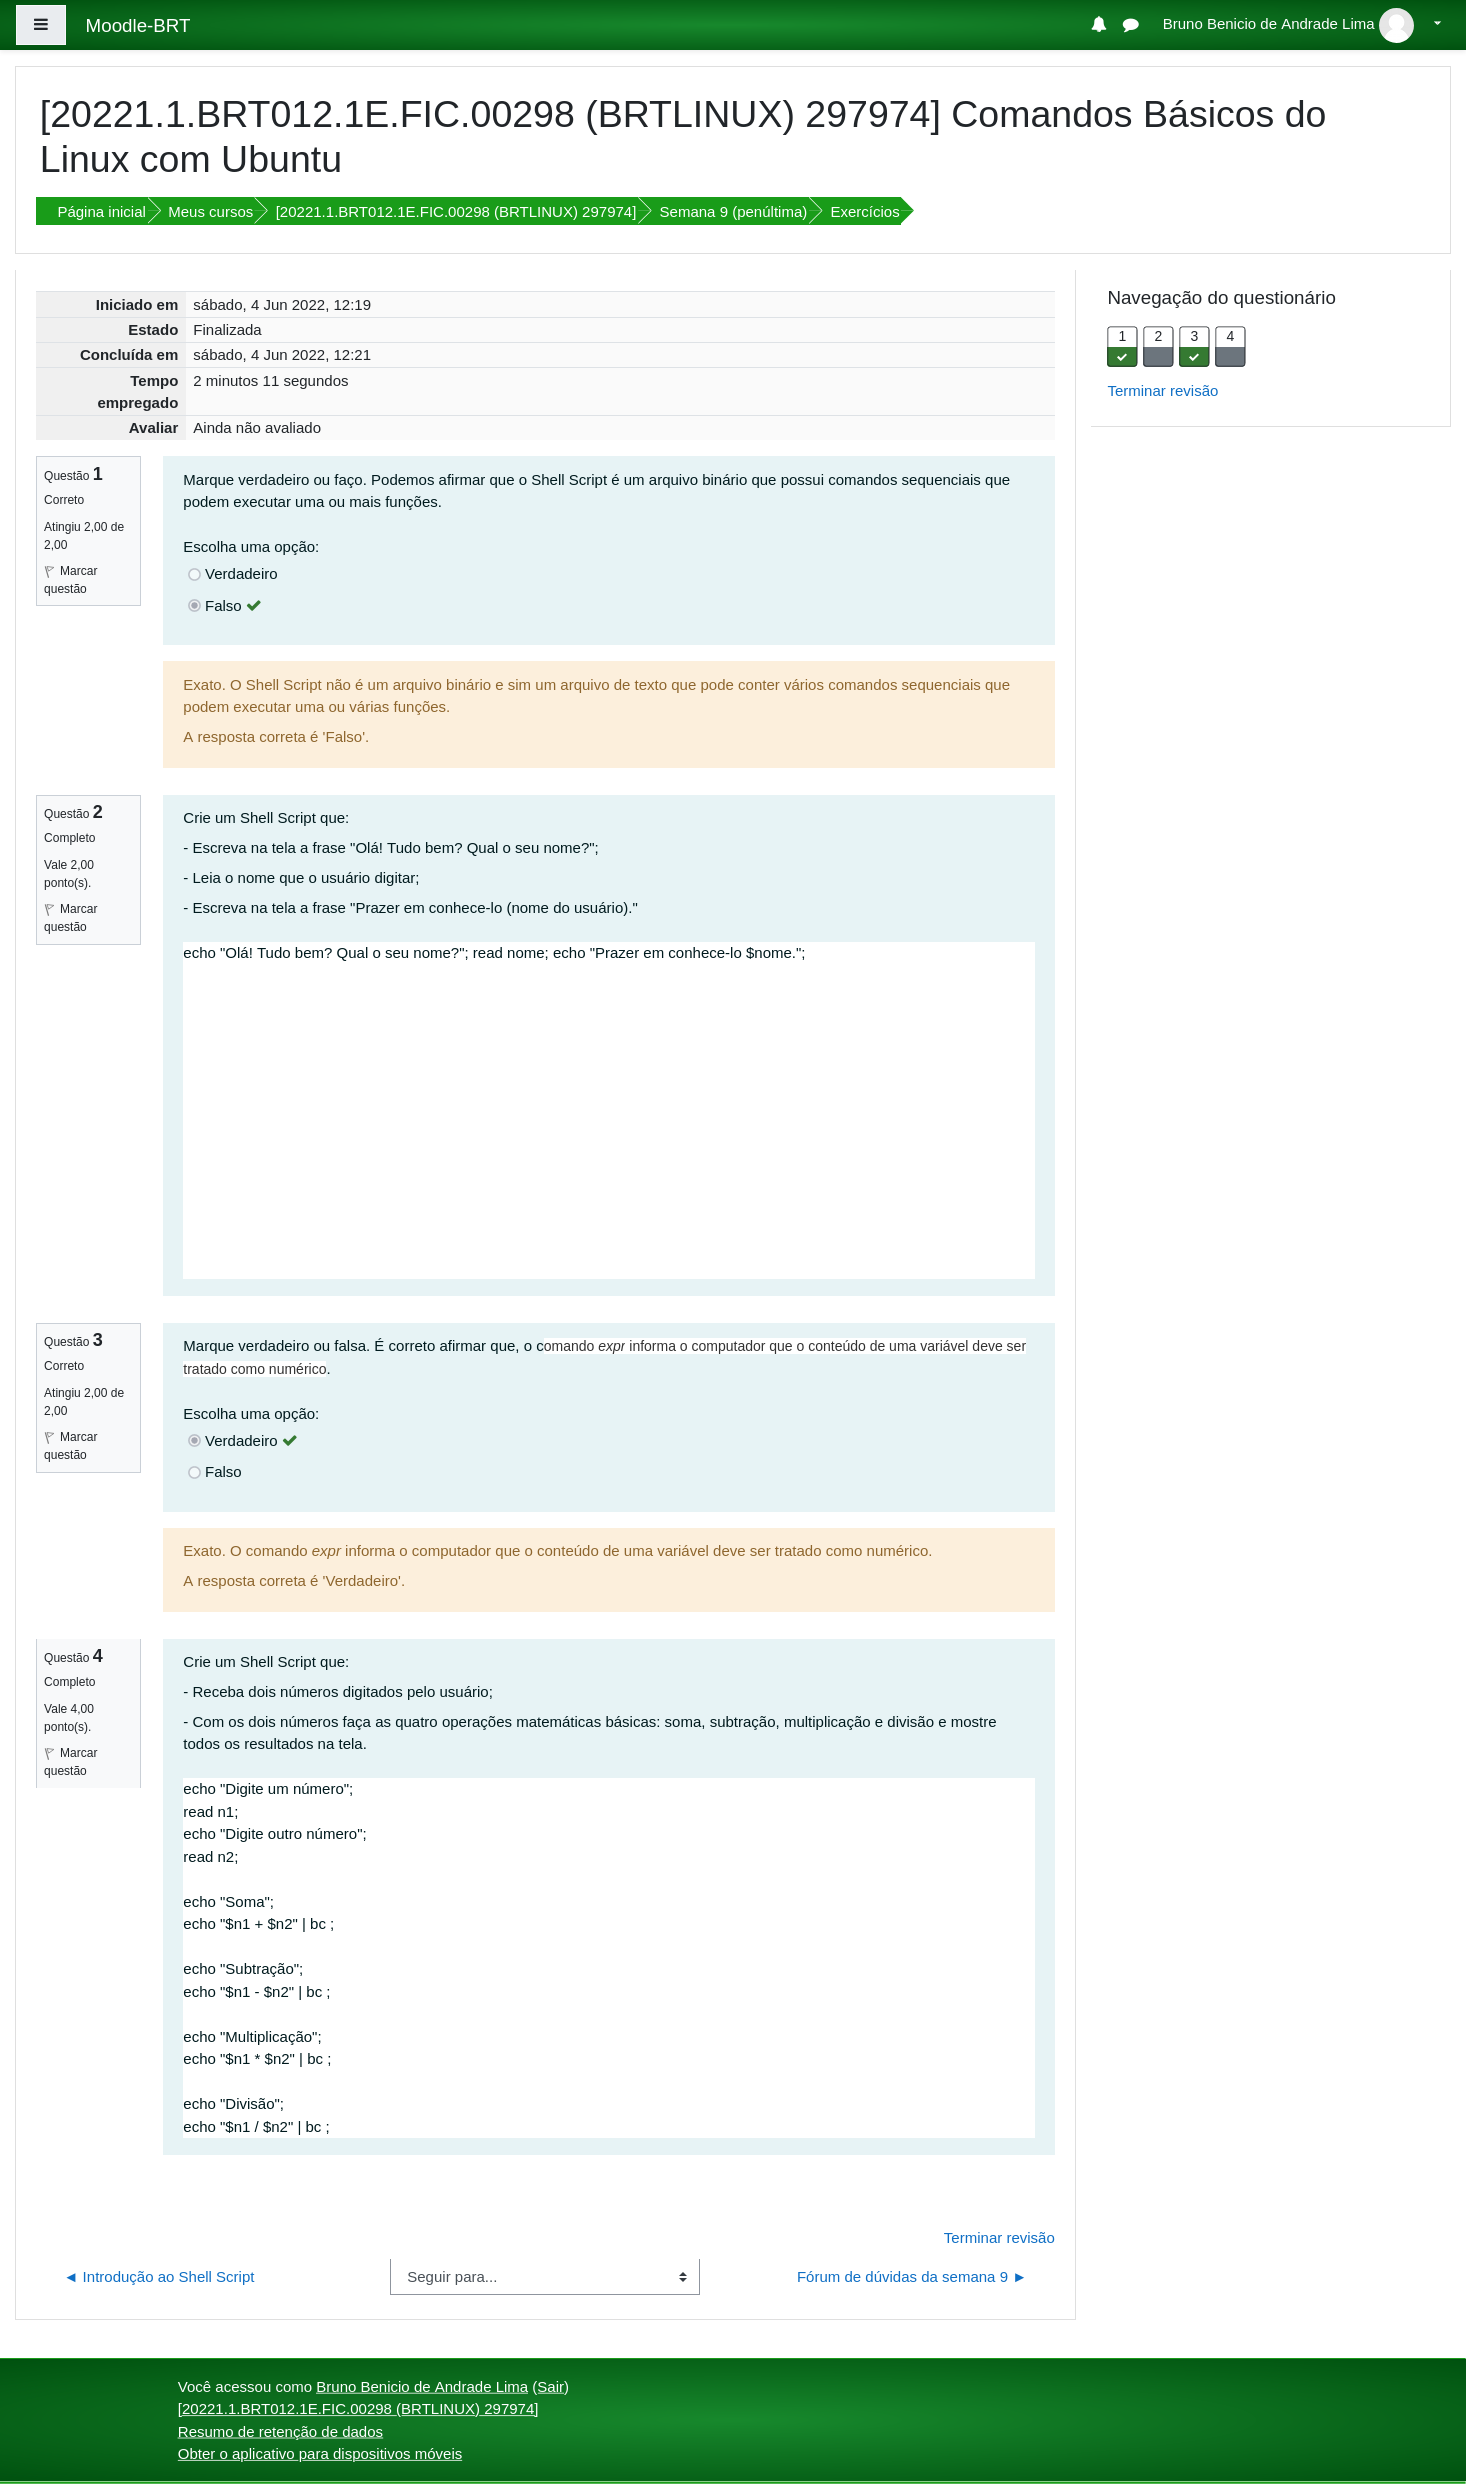 Moodle-BRT
Bruno Benicio de Andrade Lima
[20221.1.BRT012.1E.FIC.00298 (BRTLINUX) 297974] Comandos Básicos do
Linux com Ubuntu
Página inicial
Meus cursos
[20221.1.BRT012.1E.FIC.00298 (BRTLINUX) 297974]
Semana 9 (penúltima)
Exercícios
Iniciado em sábado, 4 Jun 2022, 12:19
Estado Finalizada
Concluída em sábado, 4 Jun 2022, 12:21
Tempo
empregado
2 minutos 11 segundos
Avaliar Ainda não avaliado
Navegação do questionário
1 2 3 4
Terminar revisão
Questão 1
Correto
Atingiu 2,00 de
2,00
Marcar
questão
Marque verdadeiro ou faço. Podemos afirmar que o Shell Script é um arquivo binário que possui comandos sequenciais que
podem executar uma ou mais funções.
Escolha uma opção:
Verdadeiro
Falso
Exato. O Shell Script não é um arquivo binário e sim um arquivo de texto que pode conter vários comandos sequenciais que
podem executar uma ou várias funções.
A resposta correta é 'Falso'.
Questão 2
Completo
Vale 2,00
ponto(s).
Marcar
questão
Crie um Shell Script que:
- Escreva na tela a frase "Olá! Tudo bem? Qual o seu nome?";
- Leia o nome que o usuário digitar;
- Escreva na tela a frase "Prazer em conhece-lo (nome do usuário)."
echo "Olá! Tudo bem? Qual o seu nome?"; read nome; echo "Prazer em conhece-lo $nome.";
Questão 3
Correto
Atingiu 2,00 de
2,00
Marcar
questão
Marque verdadeiro ou falsa. É correto afirmar que, o comando expr informa o computador que o conteúdo de uma variável deve ser
tratado como numérico.
Escolha uma opção:
Verdadeiro
Falso
Exato. O comando expr informa o computador que o conteúdo de uma variável deve ser tratado como numérico.
A resposta correta é 'Verdadeiro'.
Questão 4
Completo
Vale 4,00
ponto(s).
Marcar
questão
Crie um Shell Script que:
- Receba dois números digitados pelo usuário;
- Com os dois números faça as quatro operações matemáticas básicas: soma, subtração, multiplicação e divisão e mostre
todos os resultados na tela.
echo "Digite um número";
read n1;
echo "Digite outro número";
read n2;
echo "Soma";
echo "$n1 + $n2" | bc ;
echo "Subtração";
echo "$n1 - $n2" | bc ;
echo "Multiplicação";
echo "$n1 * $n2" | bc ;
echo "Divisão";
echo "$n1 / $n2" | bc ;
Terminar revisão
◄ Introdução ao Shell Script
Seguir para...
Fórum de dúvidas da semana 9 ►
Você acessou como Bruno Benicio de Andrade Lima (Sair)
[20221.1.BRT012.1E.FIC.00298 (BRTLINUX) 297974]
Resumo de retenção de dados
Obter o aplicativo para dispositivos móveis